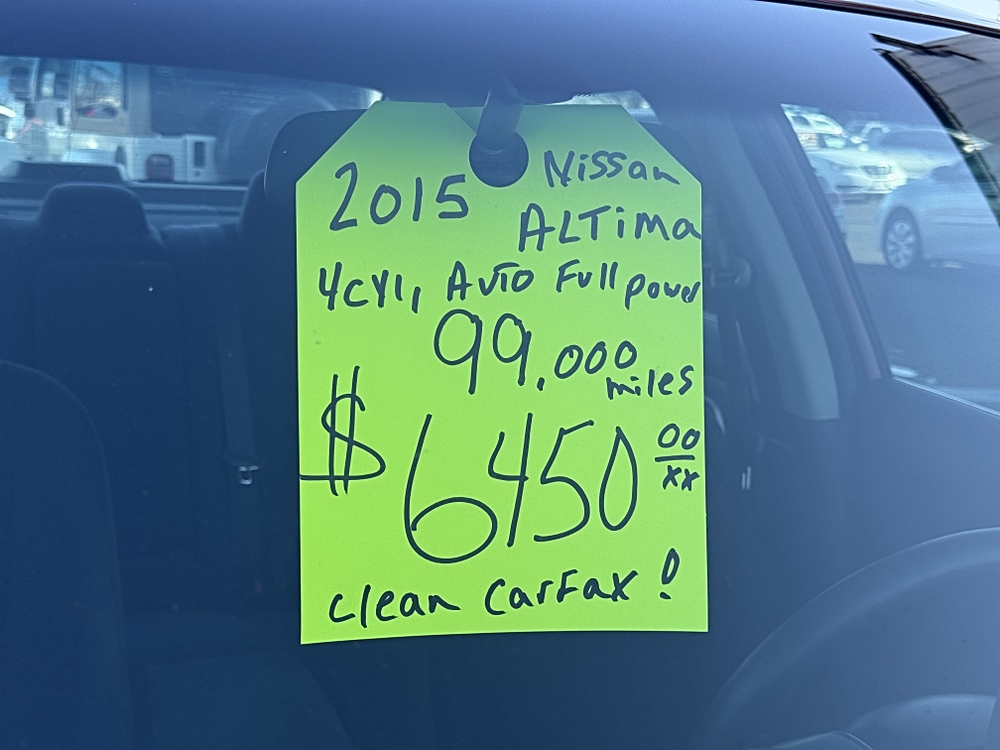 2015 Nissan
ALTima
4cyl, Auto Full power
99,000
miles
$6450 00/xx
clean CarFax!